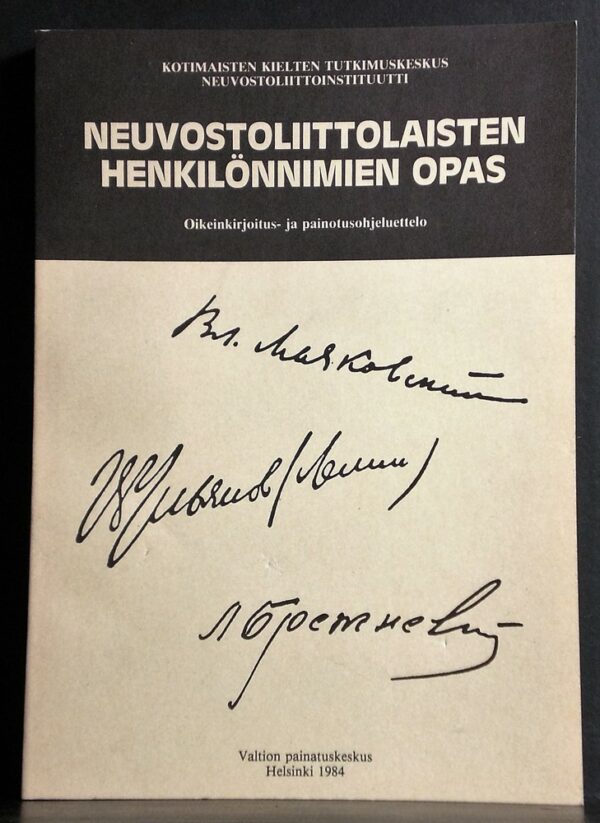 KOTIMAISTEN KIELTEN TUTKIMUSKESKUS
NEUVOSTOLIITTOINSTITUUTTI
NEUVOSTOLIITTOLAISTEN
HENKILÖNNIMIEN OPAS
Oikeinkirjoitus- ja painotusohjeluettelo
Вл. Маяковский
В Ульянов (Ленин)
Л Брежнев
Valtion painatuskeskus
Helsinki 1984